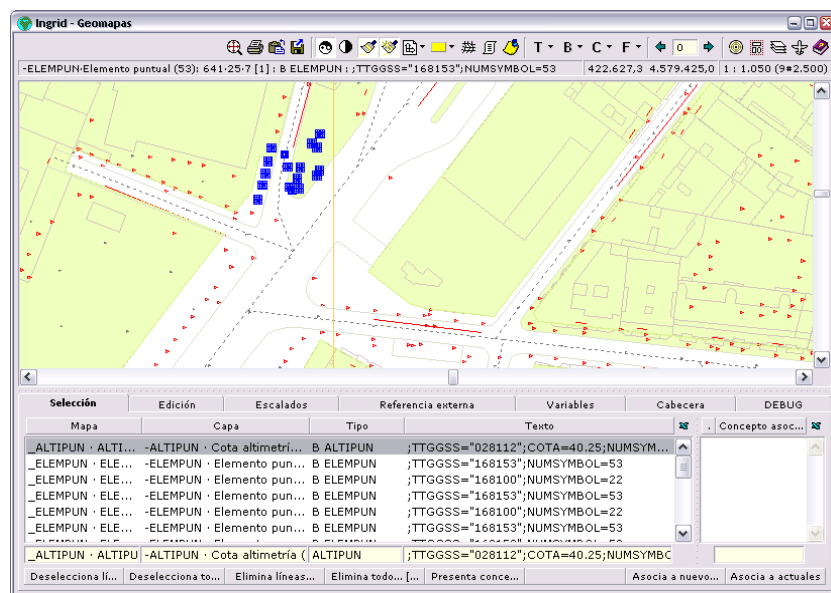 Ingrid - Geomapas
T B C F 0
-ELEMPUN·Elemento puntual (53): 641·25·7 [1] : B ELEMPUN : ;TTGGSS="168153";NUMSYMBOL=53 422.627,3 4.579.425,0 1 : 1.050 (9#2.500)
Selección Edición Escalados Referencia externa Variables Cabecera DEBUG
Mapa Capa Tipo Texto . Concepto asoc...
_ALTIPUN · ALTI... -ALTIPUN · Cota altimetrí... B ALTIPUN ;TTGGSS="028112";COTA=40.25;NUMSYM...
_ELEMPUN · ELE... -ELEMPUN · Elemento pun... B ELEMPUN ;TTGGSS="168153";NUMSYMBOL=53
_ELEMPUN · ELE... -ELEMPUN · Elemento pun... B ELEMPUN ;TTGGSS="168100";NUMSYMBOL=22
_ELEMPUN · ELE... -ELEMPUN · Elemento pun... B ELEMPUN ;TTGGSS="168153";NUMSYMBOL=53
_ELEMPUN · ELE... -ELEMPUN · Elemento pun... B ELEMPUN ;TTGGSS="168100";NUMSYMBOL=22
_ELEMPUN · ELE... -ELEMPUN · Elemento pun... B ELEMPUN ;TTGGSS="168153";NUMSYMBOL=53
_ALTIPUN · ALTIPU -ALTIPUN · Cota altimetría ( ALTIPUN ;TTGGSS="028112";COTA=40.25;NUMSYMBC
Deselecciona lí... Deselecciona to... Elimina líneas... Elimina todo... [... Presenta conce... Asocia a nuevo... Asocia a actuales